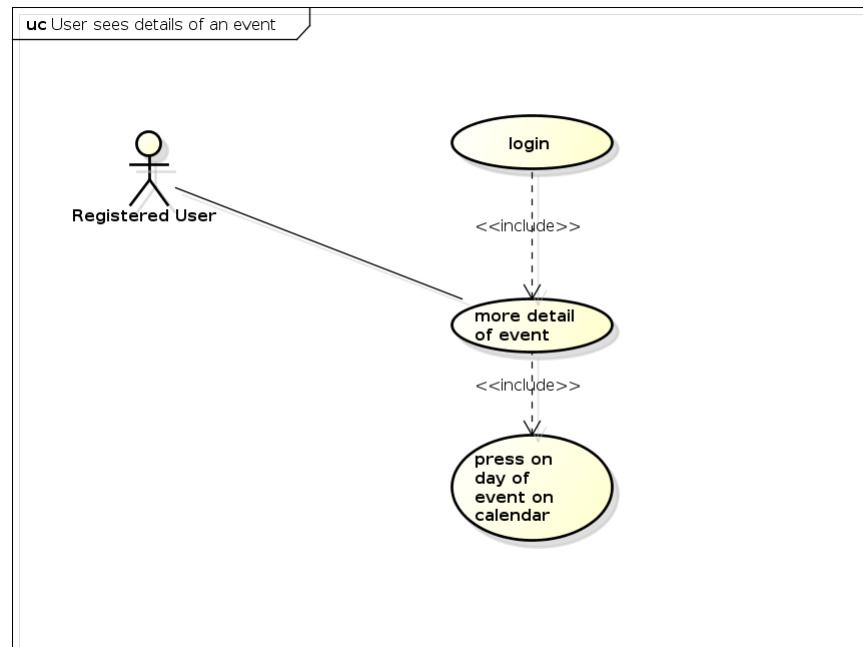 uc User sees details of an event
login
Registered User
<<include>>
more detail
of event
<<include>>
press on
day of
event on
calendar